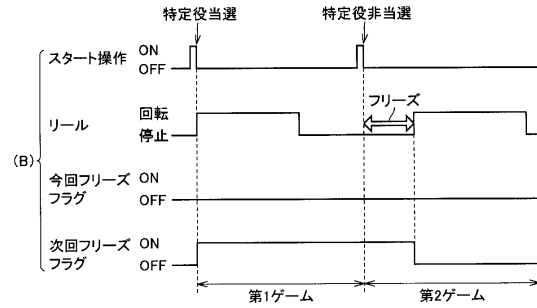 特定役当選
特定役非当選
(B)
スタート操作
ON
OFF
リール
回転
停止
フリーズ
今回フリーズ
フラグ
ON
OFF
次回フリーズ
フラグ
ON
OFF
第1ゲーム
第2ゲーム